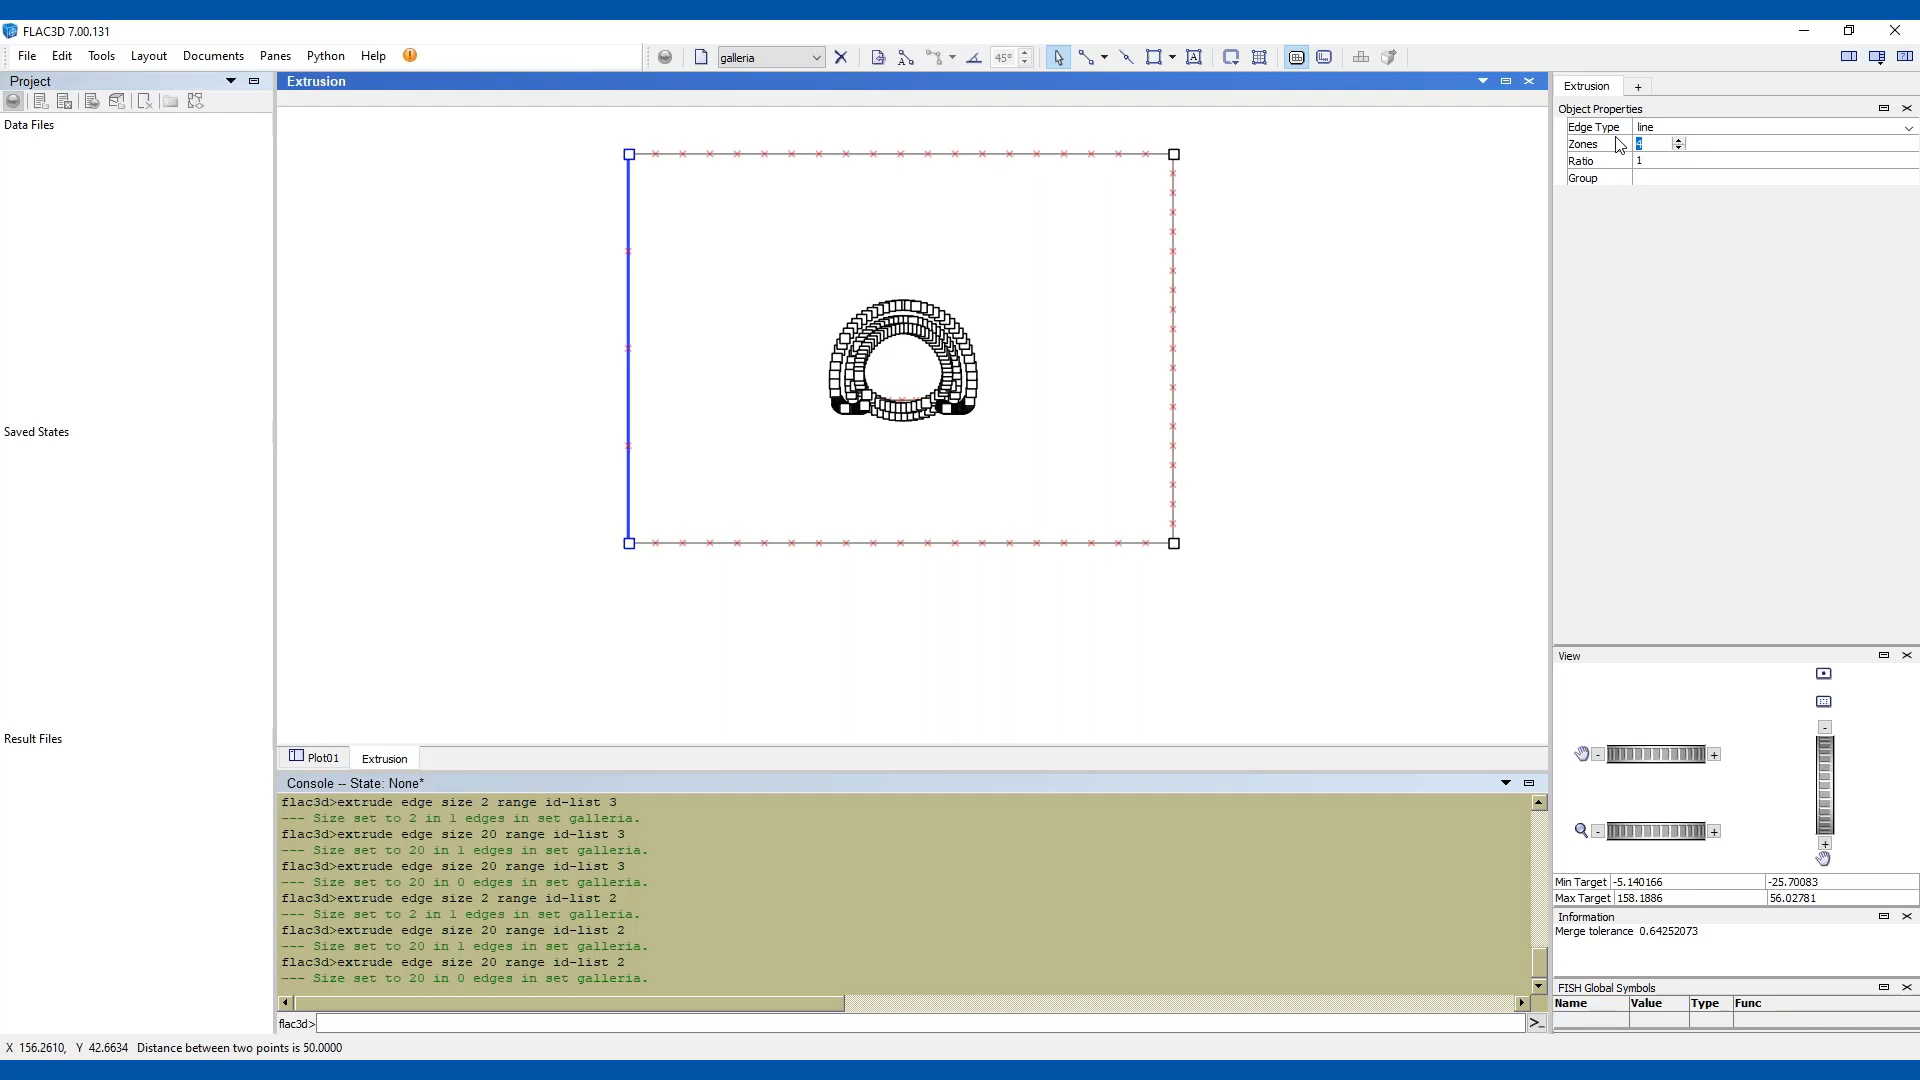 FLAC3D 7.00.131
File Edit Tools Layout Documents Panes Python Help
galleria
45°
Project
Data Files
Saved States
Result Files
Extrusion
Plot01 Extrusion
Console -- State: None*
flac3d>extrude edge size 2 range id-list 3
--- Size set to 2 in 1 edges in set galleria.
flac3d>extrude edge size 20 range id-list 3
--- Size set to 20 in 1 edges in set galleria.
flac3d>extrude edge size 20 range id-list 3
--- Size set to 20 in 0 edges in set galleria.
flac3d>extrude edge size 2 range id-list 2
--- Size set to 2 in 1 edges in set galleria.
flac3d>extrude edge size 20 range id-list 2
--- Size set to 20 in 1 edges in set galleria.
flac3d>extrude edge size 20 range id-list 2
--- Size set to 20 in 0 edges in set galleria.
flac3d>
X 156.2610, Y 42.6634 Distance between two points is 50.0000
Extrusion +
Object Properties
Edge Type line
Zones 4
Ratio 1
Group
View
Min Target -5.140166 -25.70083
Max Target 158.1886 56.02781
Information
Merge tolerance 0.64252073
FISH Global Symbols
Name Value Type Func